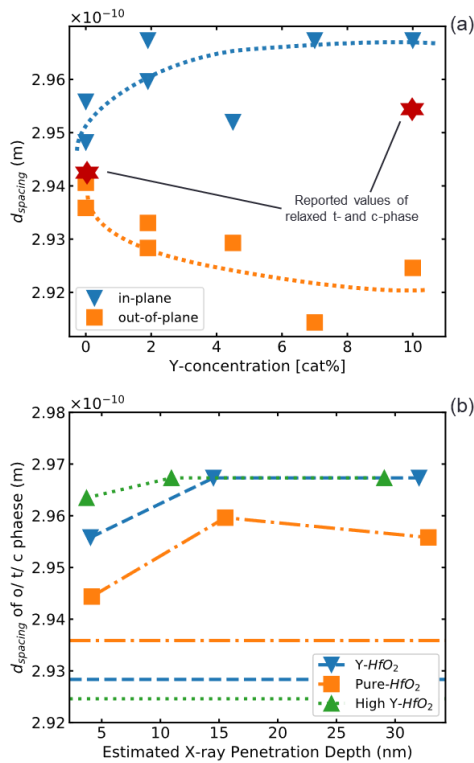 (a)
×10⁻¹⁰
2.96
2.95
2.94
2.93
2.92
d_spacing (m)
Reported values of
relaxed t- and c-phase
in-plane
out-of-plane
0 2 4 6 8 10
Y-concentration [cat%]
(b)
×10⁻¹⁰
2.98
2.97
2.96
2.95
2.94
2.93
2.92
d_spacing of o/ t/ c phaese (m)
Y-HfO₂
Pure-HfO₂
High Y-HfO₂
5 10 15 20 25 30
Estimated X-ray Penetration Depth (nm)